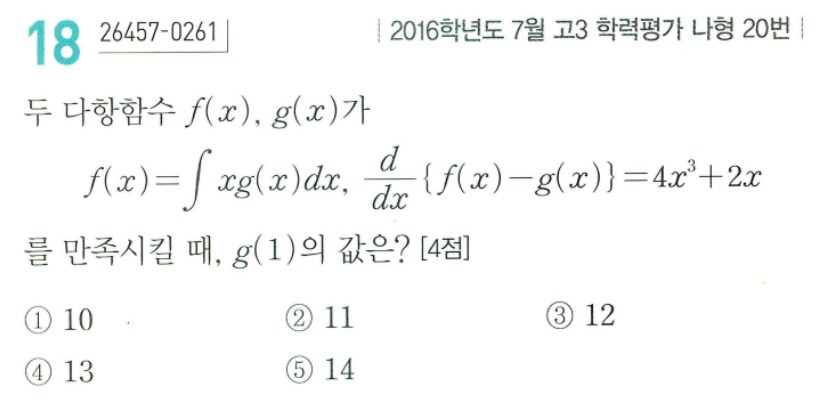 18 26457-0261 | 2016학년도 7월 고3 학력평가 나형 20번 |
두 다항함수 f(x), g(x)가
f(x)=∫xg(x)dx, d/dx{f(x)-g(x)}=4x³+2x
를 만족시킬 때, g(1)의 값은? [4점]
① 10 ② 11 ③ 12
④ 13 ⑤ 14